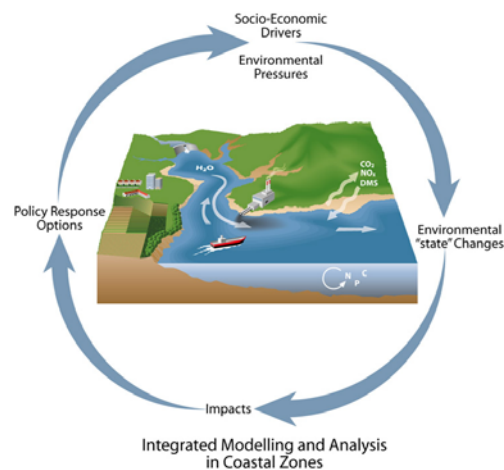 Socio-Economic
Drivers
Environmental
Pressures
H₂O
CO₂
NOₓ
DMS
Policy Response
Options
Environmental
"state" Changes
N C
P
Impacts
Integrated Modelling and Analysis
in Coastal Zones